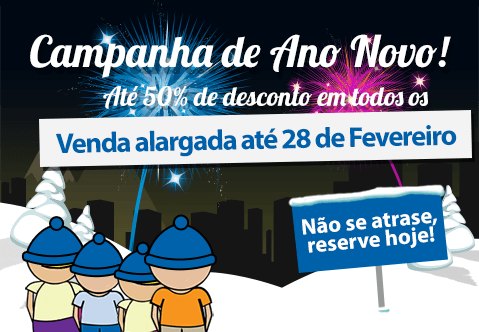 Campanha de Ano Novo!
Até 50% de desconto em todos os
Venda alargada até 28 de Fevereiro
Não se atrase,
reserve hoje!